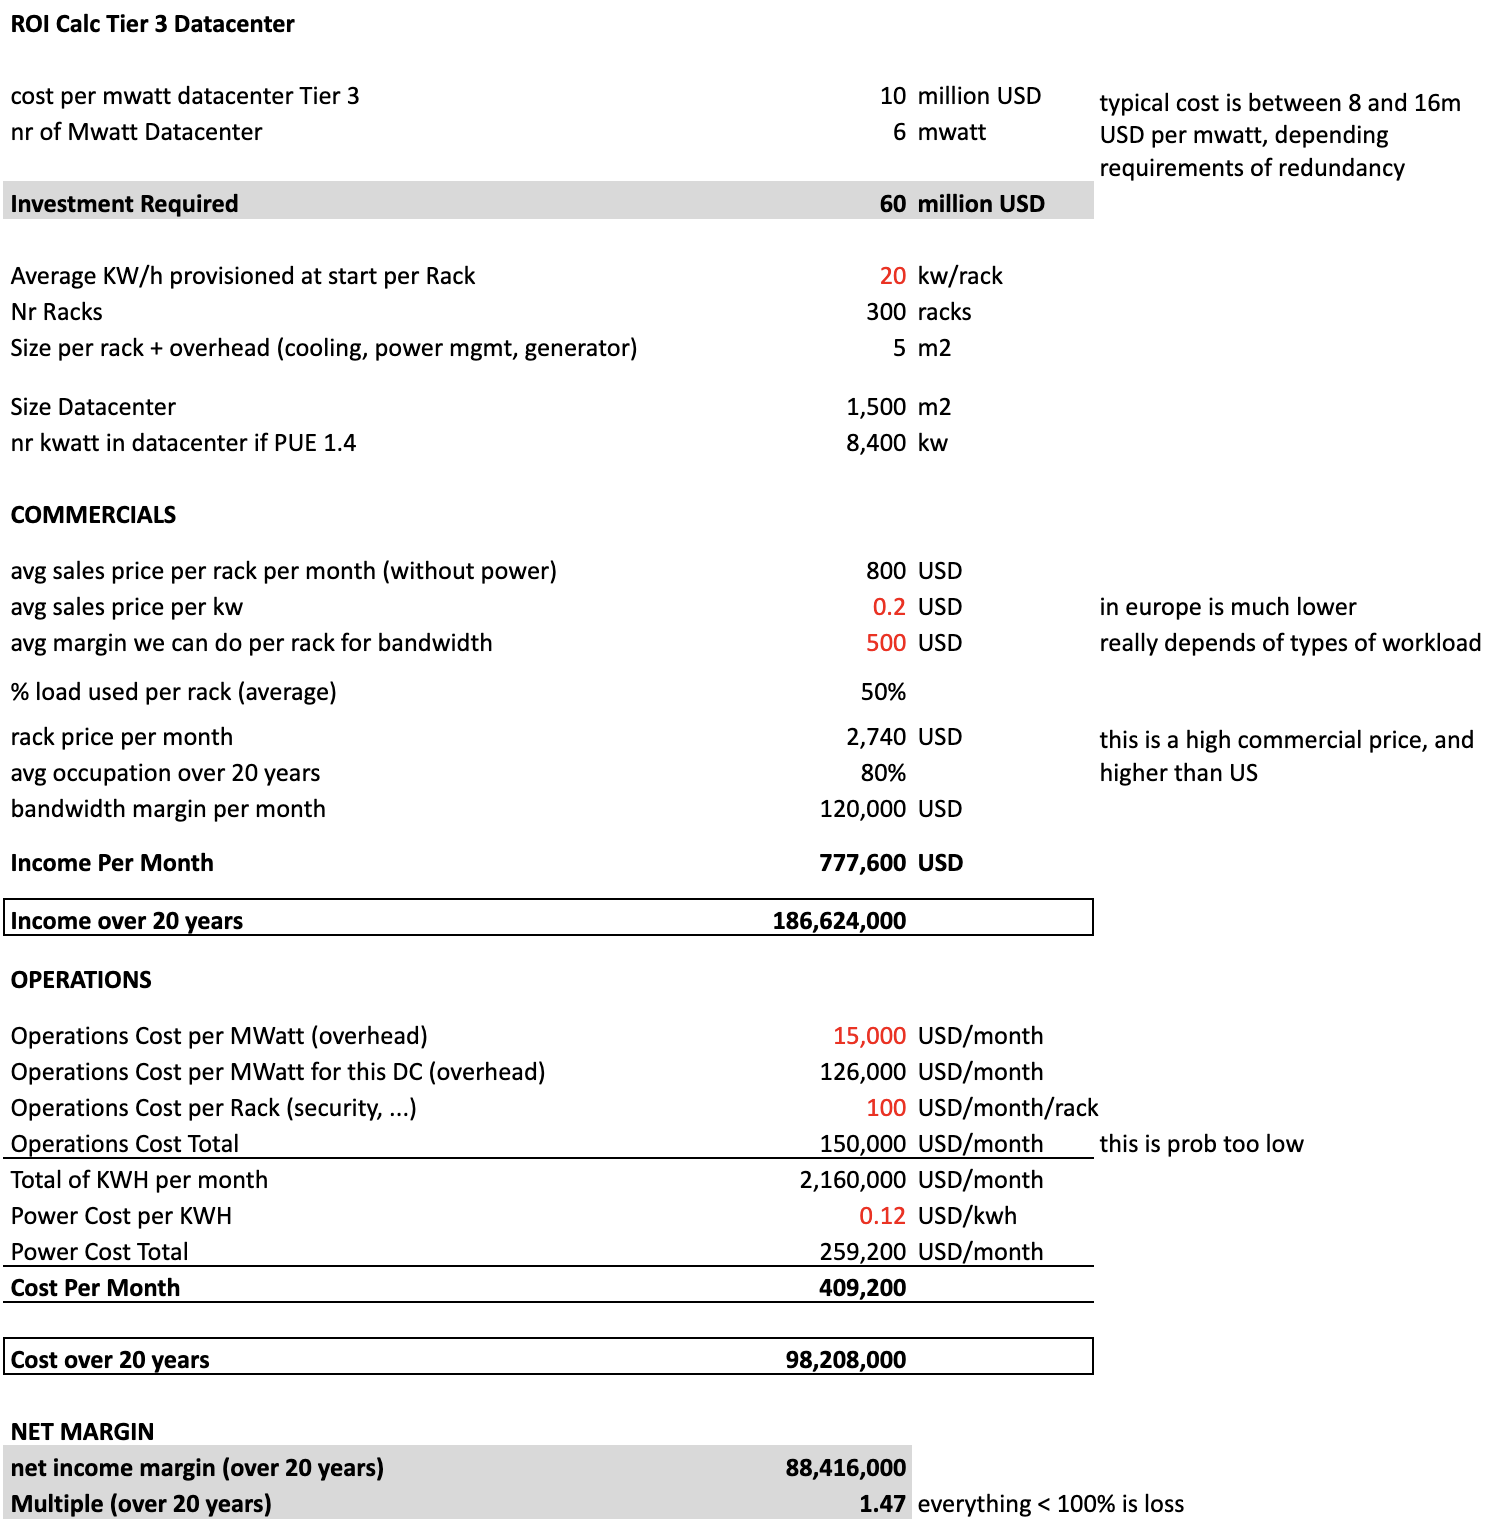 ROI Calc Tier 3 Datacenter
cost per mwatt datacenter Tier 3 10 million USD
typical cost is between 8 and 16m
nr of Mwatt Datacenter 6 mwatt
USD per mwatt, depending
requirements of redundancy
Investment Required 60 million USD
Average KW/h provisioned at start per Rack 20 kw/rack
Nr Racks 300 racks
Size per rack + overhead (cooling, power mgmt, generator) 5 m2
Size Datacenter 1,500 m2
nr kwatt in datacenter if PUE 1.4 8,400 kw
COMMERCIALS
avg sales price per rack per month (without power) 800 USD
avg sales price per kw 0.2 USD in europe is much lower
avg margin we can do per rack for bandwidth 500 USD really depends of types of workload
% load used per rack (average) 50%
rack price per month 2,740 USD this is a high commercial price, and
avg occupation over 20 years 80% higher than US
bandwidth margin per month 120,000 USD
Income Per Month 777,600 USD
Income over 20 years 186,624,000
OPERATIONS
Operations Cost per MWatt (overhead) 15,000 USD/month
Operations Cost per MWatt for this DC (overhead) 126,000 USD/month
Operations Cost per Rack (security, ...) 100 USD/month/rack
Operations Cost Total 150,000 USD/month this is prob too low
Total of KWH per month 2,160,000 USD/month
Power Cost per KWH 0.12 USD/kwh
Power Cost Total 259,200 USD/month
Cost Per Month 409,200
Cost over 20 years 98,208,000
NET MARGIN
net income margin (over 20 years) 88,416,000
Multiple (over 20 years) 1.47 everything < 100% is loss